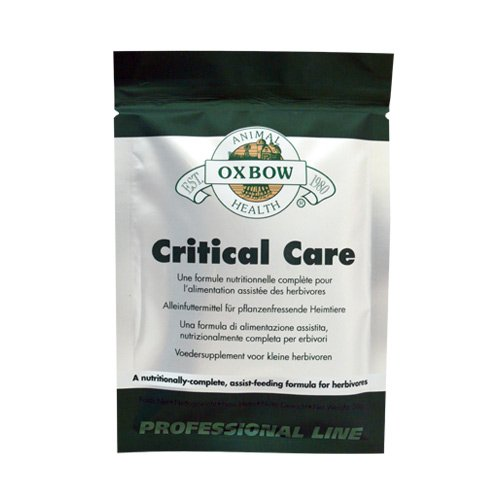 ANIMAL
OXBOW
EST. 1980
HEALTH
Critical Care
Une formule nutritionnelle complète pour
l'alimentation assistée des herbivores
Alleinfuttermittel für pflanzenfressende Heimtiere
Una formula di alimentazione assistita,
nutrizionalmente completa per erbivori
Voedersupplement voor kleine herbivoren
A nutritionally-complete, assist-feeding formula for herbivores
PROFESSIONAL LINE